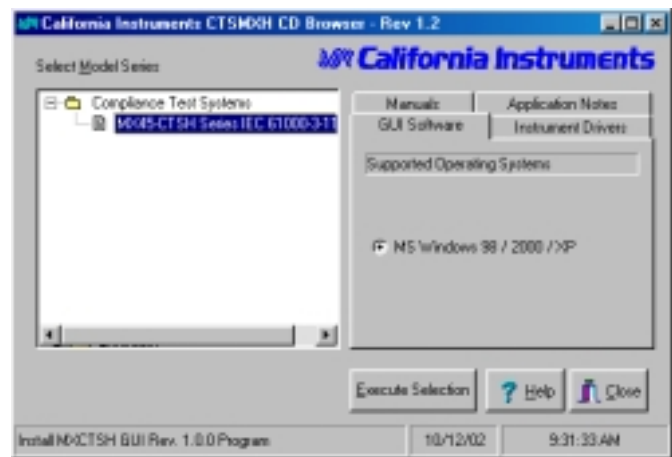 California Instruments CTSMXH CD Browser - Rev 1.2
Select Model Series
California Instruments
Compliance Test Systems
MX45-CTSH Series IEC 61000-3-11
Manuals
Application Notes
GUI Software
Instrument Drivers
Supported Operating Systems
MS Windows 98 / 2000 / XP
Execute Selection
? Help
Close
Install MXCTSH GUI Rev. 1.0.0 Program
10/12/02
9:31:33 AM